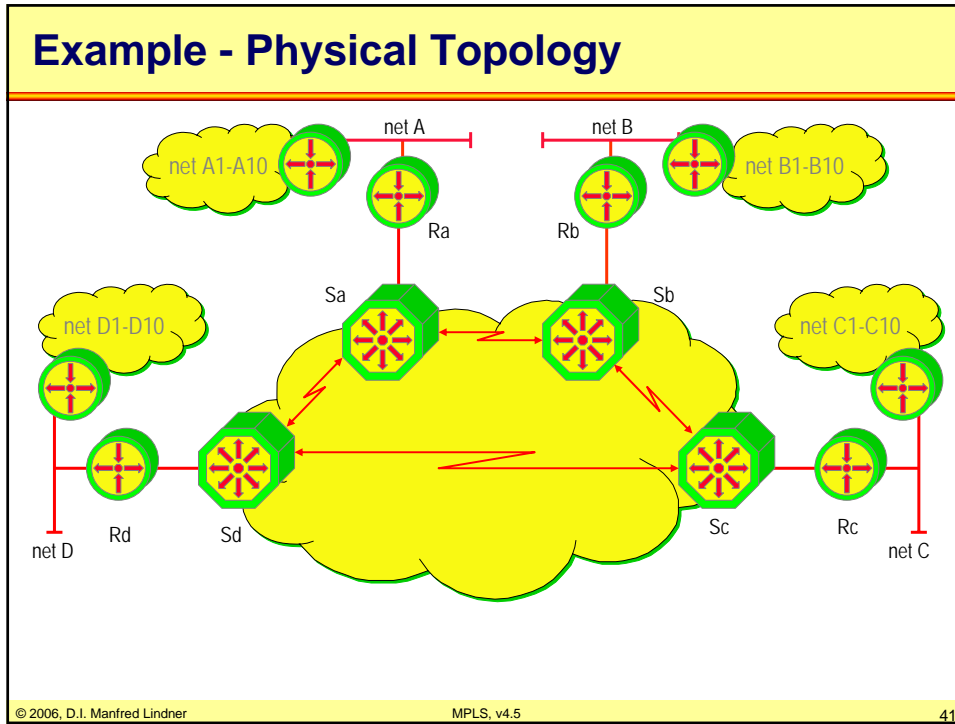 Example - Physical Topology
net A
net B
net A1-A10
net B1-B10
Ra
Rb
Sa
Sb
net D1-D10
net C1-C10
Rd
Sd
Sc
Rc
net D
net C
© 2006, D.I. Manfred Lindner
MPLS, v4.5
41